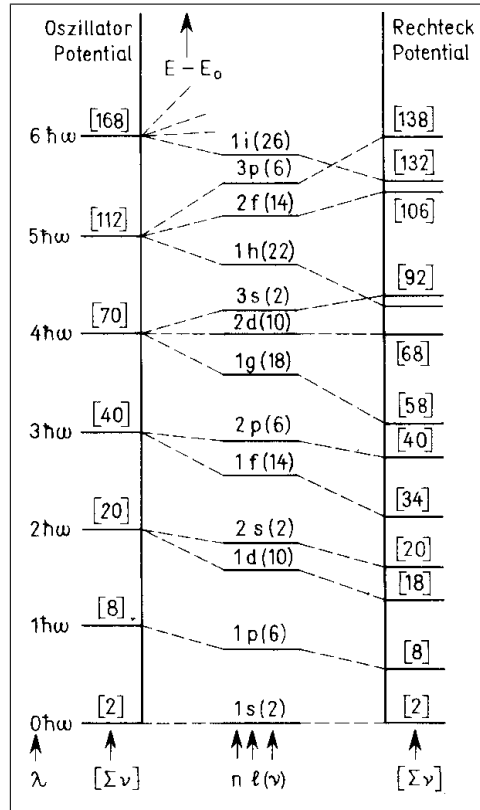 Oszillator Potential
E – E₀
Rechteck Potential
6ħω [168] [138]
1i(26) [132]
3p(6)
2f(14) [106]
5ħω [112]
1h(22) [92]
3s(2)
4ħω [70] 2d(10) [68]
1g(18) [58]
3ħω [40] 2p(6) [40]
1f(14) [34]
2ħω [20] 2s(2) [20]
1d(10) [18]
1ħω [8] 1p(6) [8]
0ħω [2] 1s(2) [2]
λ [Σν] n ℓ(ν) [Σν]